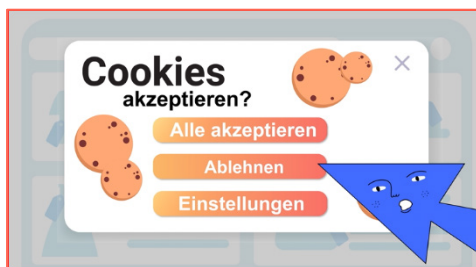 Cookies
akzeptieren?
Alle akzeptieren
Ablehnen
Einstellungen